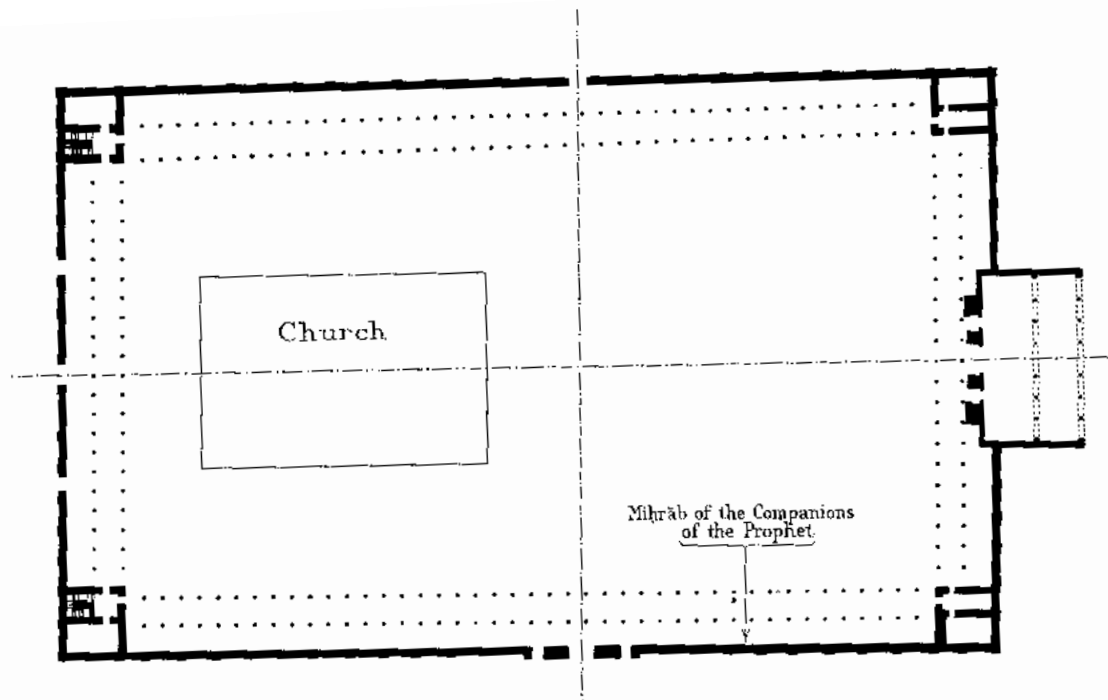 Church
Miḥrāb of the Companions
of the Prophet